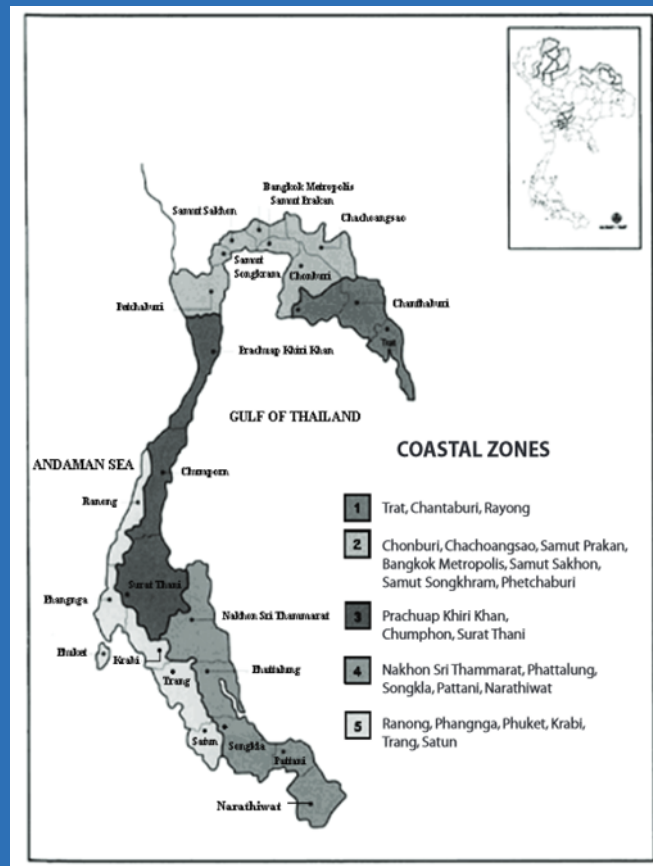 Bangkok Metropolis
Samut Prakan
Samut Sakhon
Chachoangsao
Samut
Songkram
Chonburi
Petchaburi
Chanthaburi
Trat
Prachuap Khiri Khan
GULF OF THAILAND
ANDAMAN SEA
Chumporn
Ranong
Surat Thani
Phangnga
Nakhon Sri Thammarat
Phuket
Krabi
Phattalung
Trang
Satun
Songkla
Pattani
Narathiwat
COASTAL ZONES
1 Trat, Chantaburi, Rayong
2 Chonburi, Chachoangsao, Samut Prakan,
Bangkok Metropolis, Samut Sakhon,
Samut Songkhram, Phetchaburi
3 Prachuap Khiri Khan,
Chumphon, Surat Thani
4 Nakhon Sri Thammarat, Phattalung,
Songkla, Pattani, Narathiwat
5 Ranong, Phangnga, Phuket, Krabi,
Trang, Satun